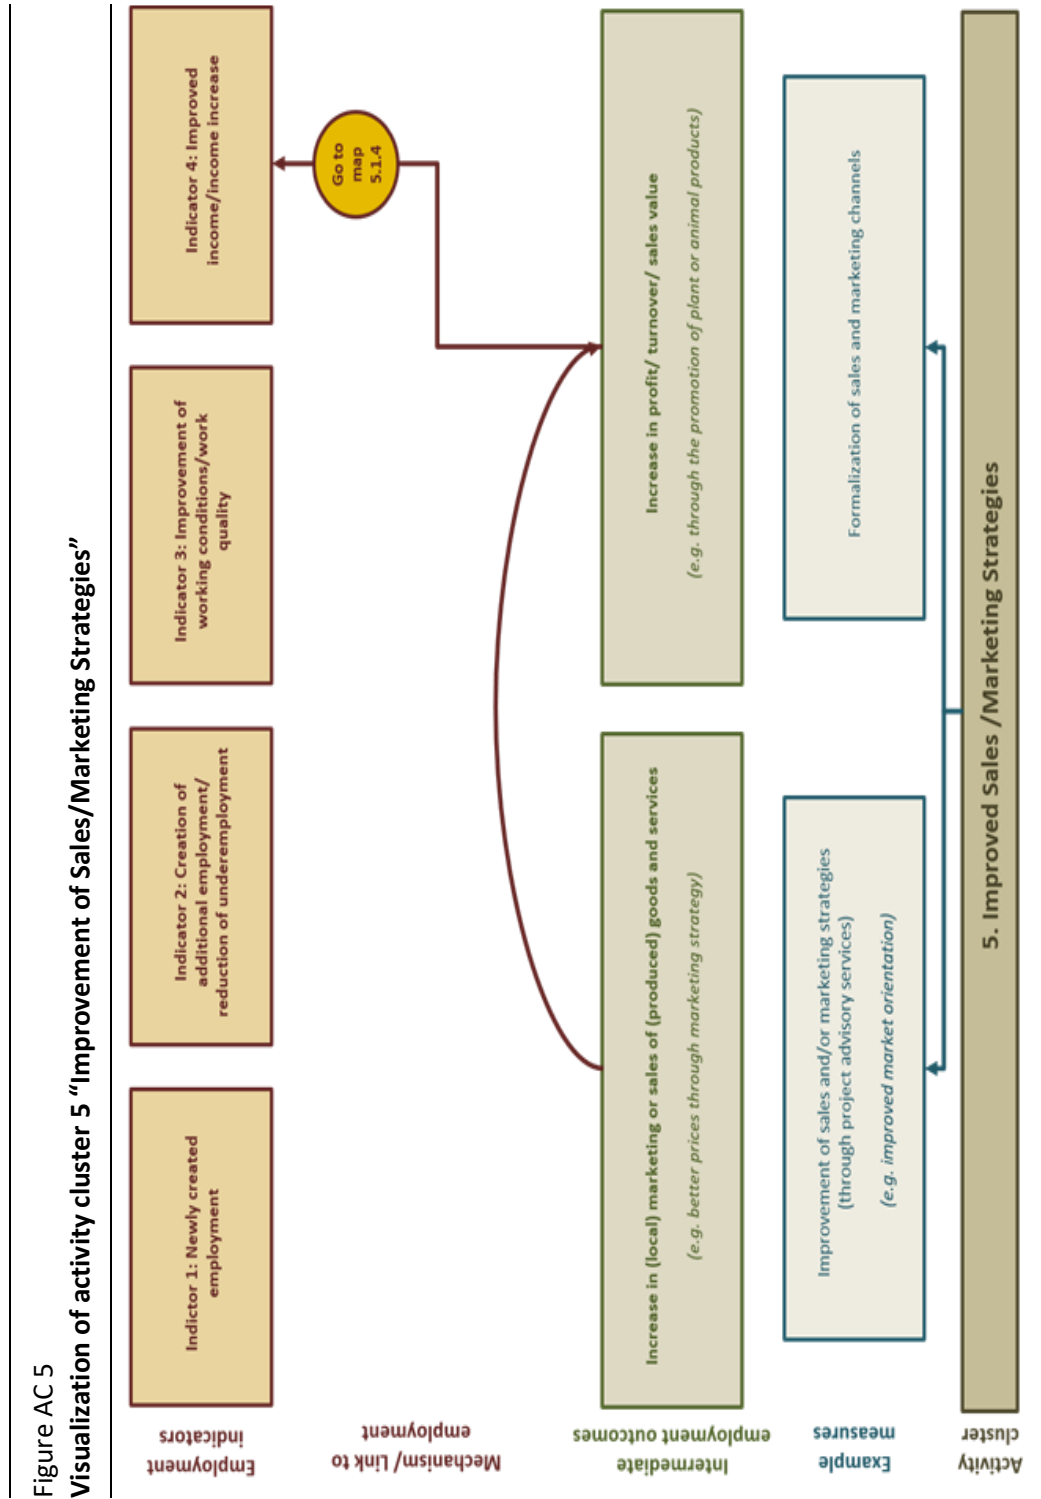 Figure AC 5
Visualization of activity cluster 5 “Improvement of Sales/Marketing Strategies”
Employment
indicators
Indictor 1: Newly created
employment
Indicator 2: Creation of
additional employment/
reduction of underemployment
Indicator 3: Improvement of
working conditions/work
quality
Indicator 4: Improved
income/income increase
Mechanism/ Link to
employment
Go to
map
5.1.4
Intermediate
employment outcomes
Increase in (local) marketing or sales of (produced) goods and services
(e.g. better prices through marketing strategy)
Increase in profit/ turnover/ sales value
(e.g. through the promotion of plant or animal products)
Example
measures
Improvement of sales and/or marketing strategies
(through project advisory services)
(e.g. improved market orientation)
Formalization of sales and marketing channels
Activity
cluster
5. Improved Sales /Marketing Strategies